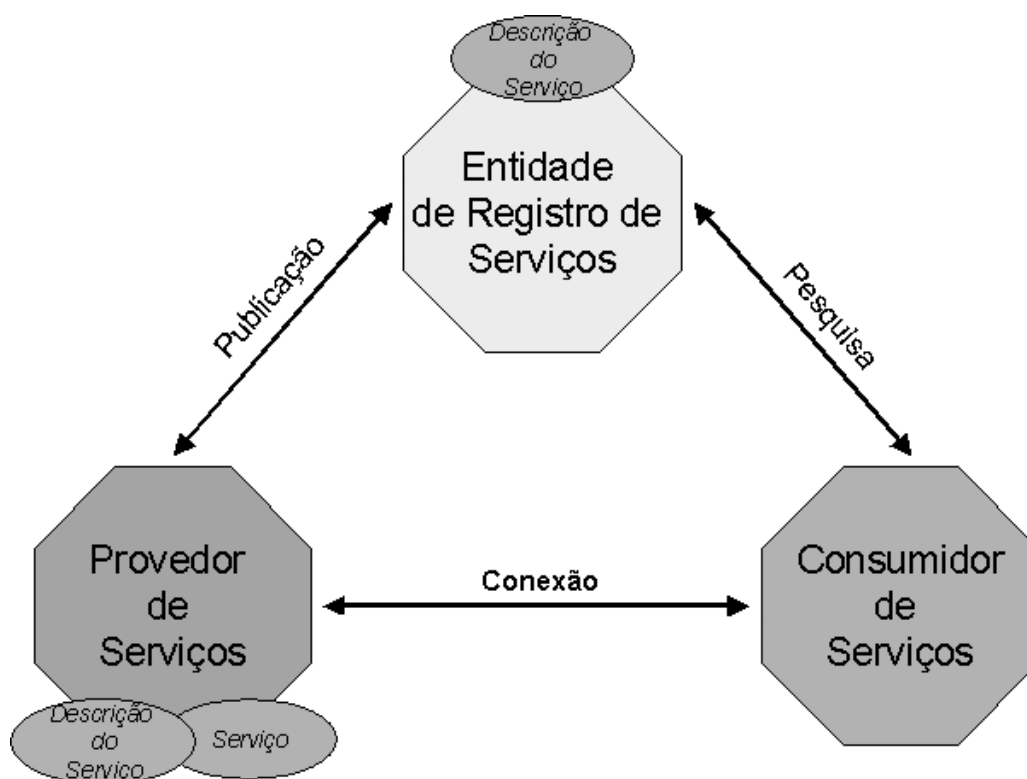 Descrição
do
Serviço
Entidade
de Registro de
Serviços
Publicação
Pesquisa
Provedor
de
Serviços
Conexão
Consumidor
de
Serviços
Descrição
do
Serviço
Serviço